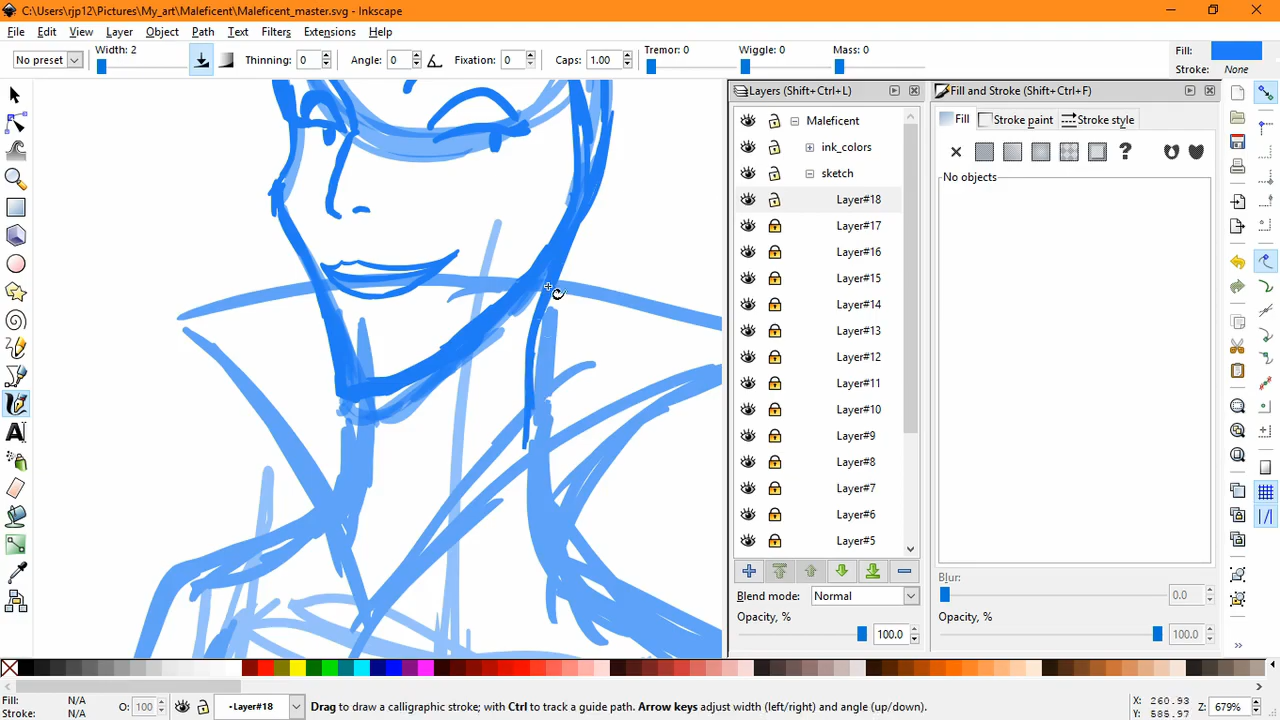 C:\Users\rjp12\Pictures\My_art\Maleficent\Maleficent_master.svg - Inkscape
File Edit View Layer Object Path Text Filters Extensions Help
No preset
Width: 2
Thinning: 0
Angle: 0
Fixation: 0
Caps: 1.00
Tremor: 0
Wiggle: 0
Mass: 0
Fill:
Stroke: None
Layers (Shift+Ctrl+L)
Maleficent
ink_colors
sketch
Layer#18
Layer#17
Layer#16
Layer#15
Layer#14
Layer#13
Layer#12
Layer#11
Layer#10
Layer#9
Layer#8
Layer#7
Layer#6
Layer#5
Blend mode: Normal
Opacity, %
100.0
Fill and Stroke (Shift+Ctrl+F)
Fill Stroke paint Stroke style
No objects
Blur:
0.0
Opacity, %
100.0
Fill: N/A
Stroke: N/A
O: 100
•Layer#18
Drag to draw a calligraphic stroke; with Ctrl to track a guide path. Arrow keys adjust width (left/right) and angle (up/down).
X: 260.93
Y: 585.97
Z: 679%